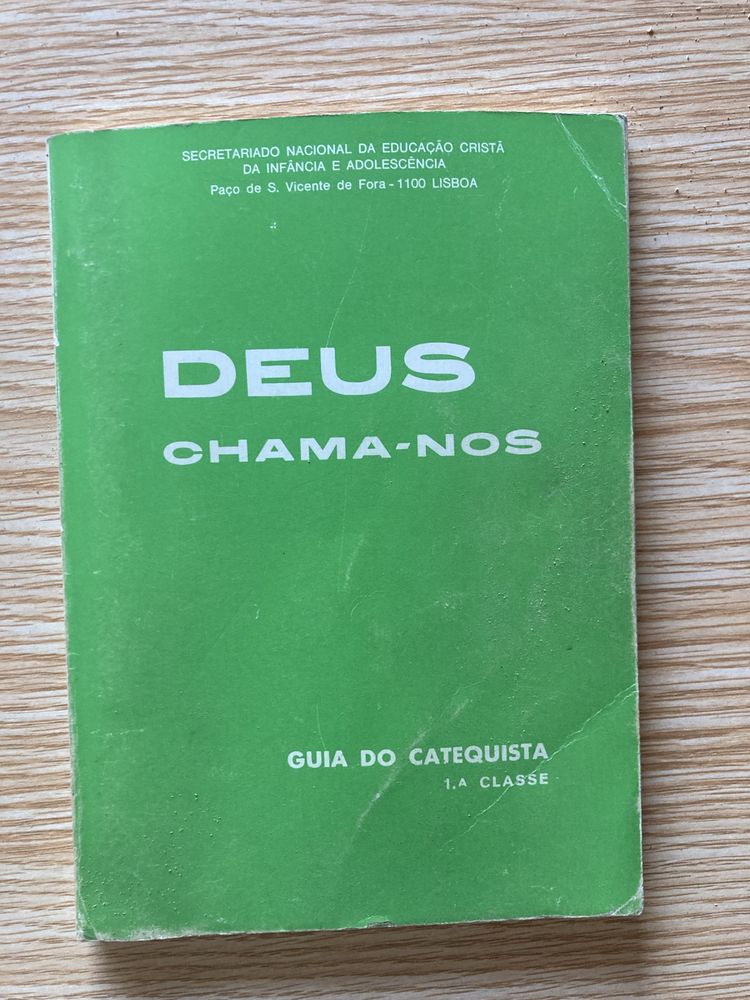 SECRETARIADO NACIONAL DA EDUCAÇÃO CRISTÃ
DA INFÂNCIA E ADOLESCÊNCIA
Paço de S. Vicente de Fora - 1100 LISBOA
DEUS
CHAMA-NOS
GUIA DO CATEQUISTA
1.A CLASSE